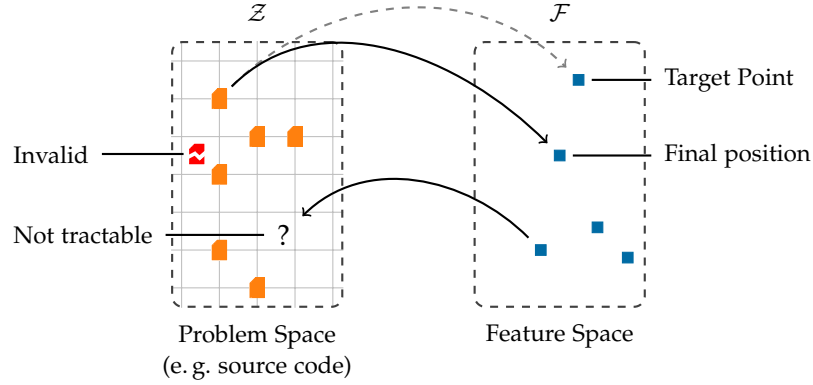 𝒵
ℱ
Target Point
Invalid
Final position
Not tractable
?
Problem Space
(e. g. source code)
Feature Space